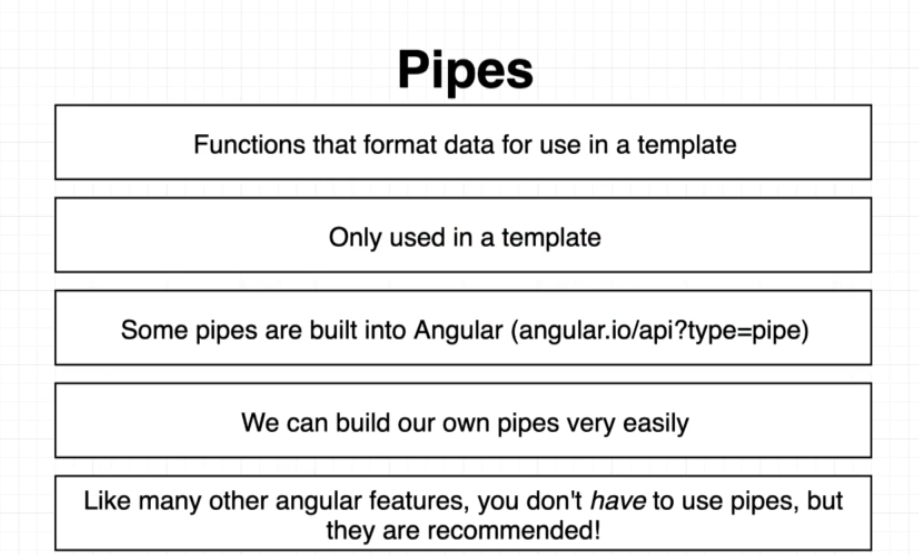 Pipes
Functions that format data for use in a template
Only used in a template
Some pipes are built into Angular (angular.io/api?type=pipe)
We can build our own pipes very easily
Like many other angular features, you don't have to use pipes, but
they are recommended!